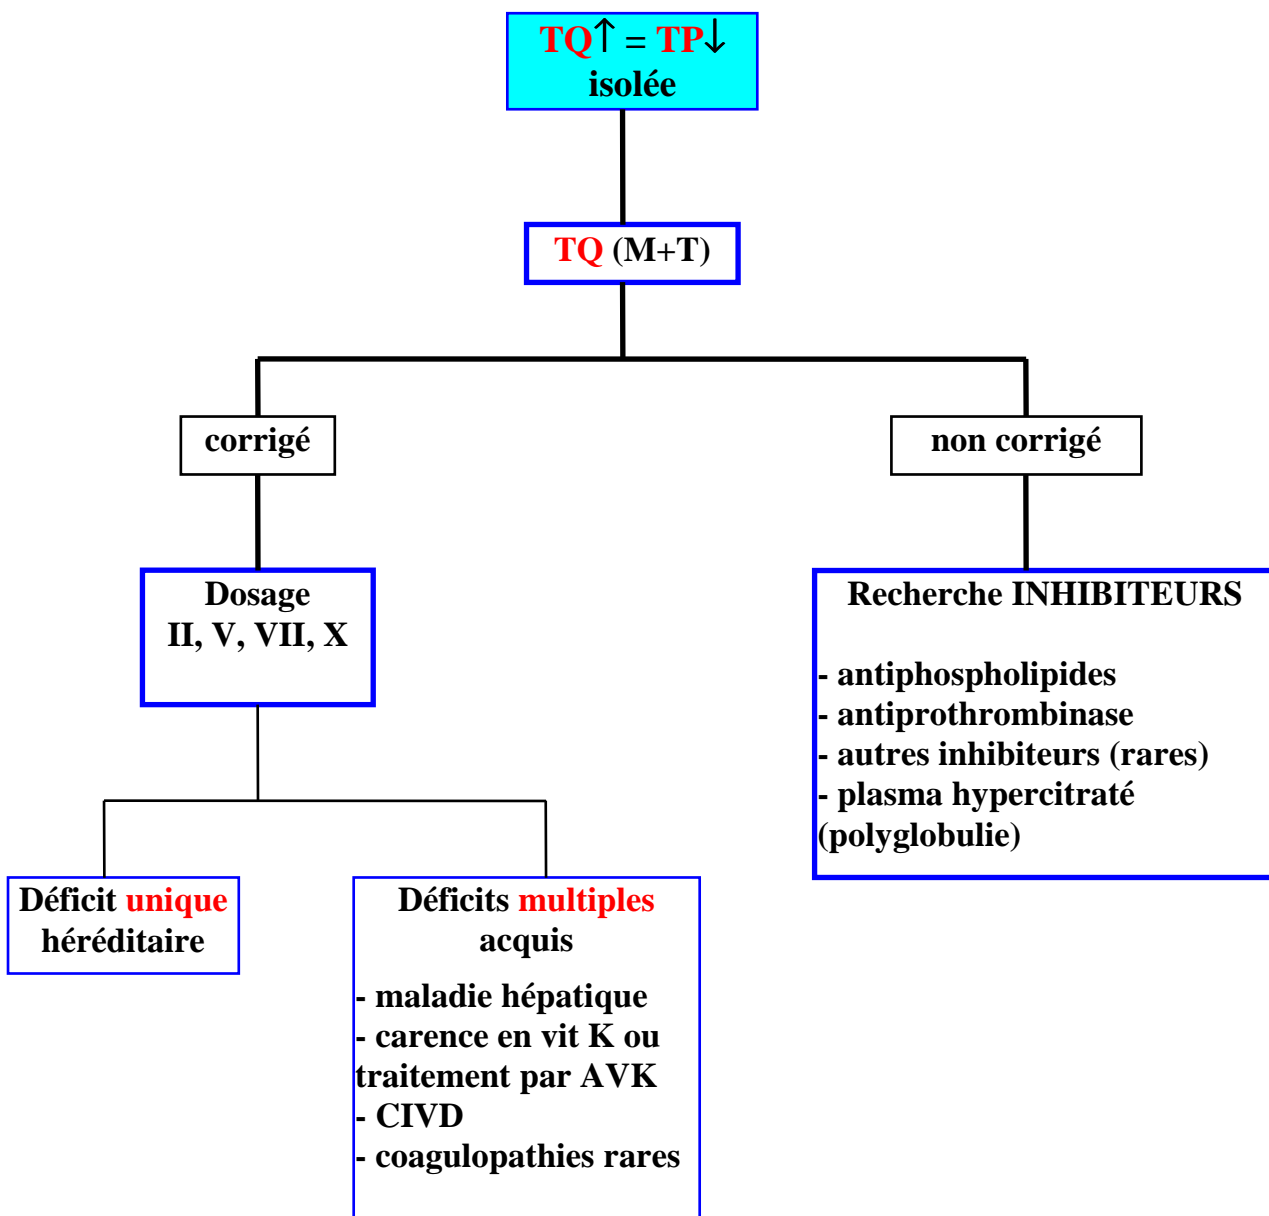 TQ↑ = TP↓
isolée
TQ (M+T)
corrigé
non corrigé
Dosage
II, V, VII, X
Recherche INHIBITEURS
- antiphospholipides
- antiprothrombinase
- autres inhibiteurs (rares)
- plasma hypercitraté
(polyglobulie)
Déficit unique
héréditaire
Déficits multiples
acquis
- maladie hépatique
- carence en vit K ou
traitement par AVK
- CIVD
- coagulopathies rares